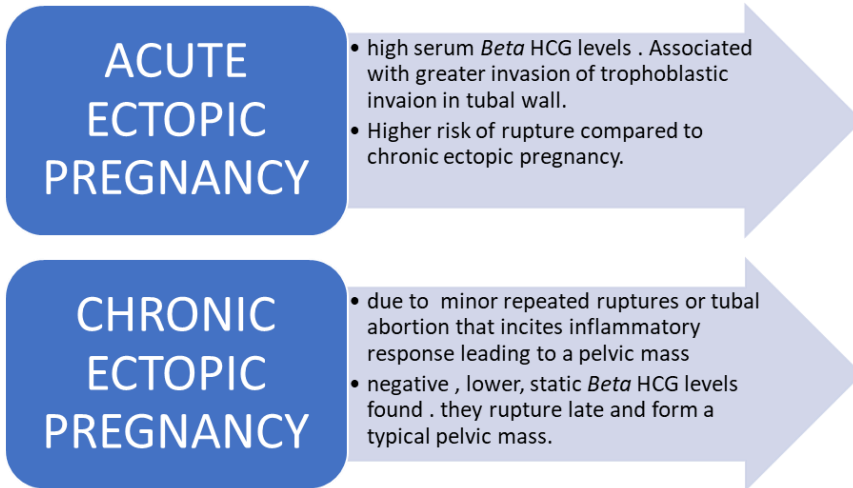 ACUTE
ECTOPIC
PREGNANCY
• high serum Beta HCG levels . Associated
with greater invasion of trophoblastic
invaion in tubal wall.
• Higher risk of rupture compared to
chronic ectopic pregnancy.
CHRONIC
ECTOPIC
PREGNANCY
• due to  minor repeated ruptures or tubal
abortion that incites inflammatory
response leading to a pelvic mass
• negative , lower, static Beta HCG levels
found . they rupture late and form a
typical pelvic mass.